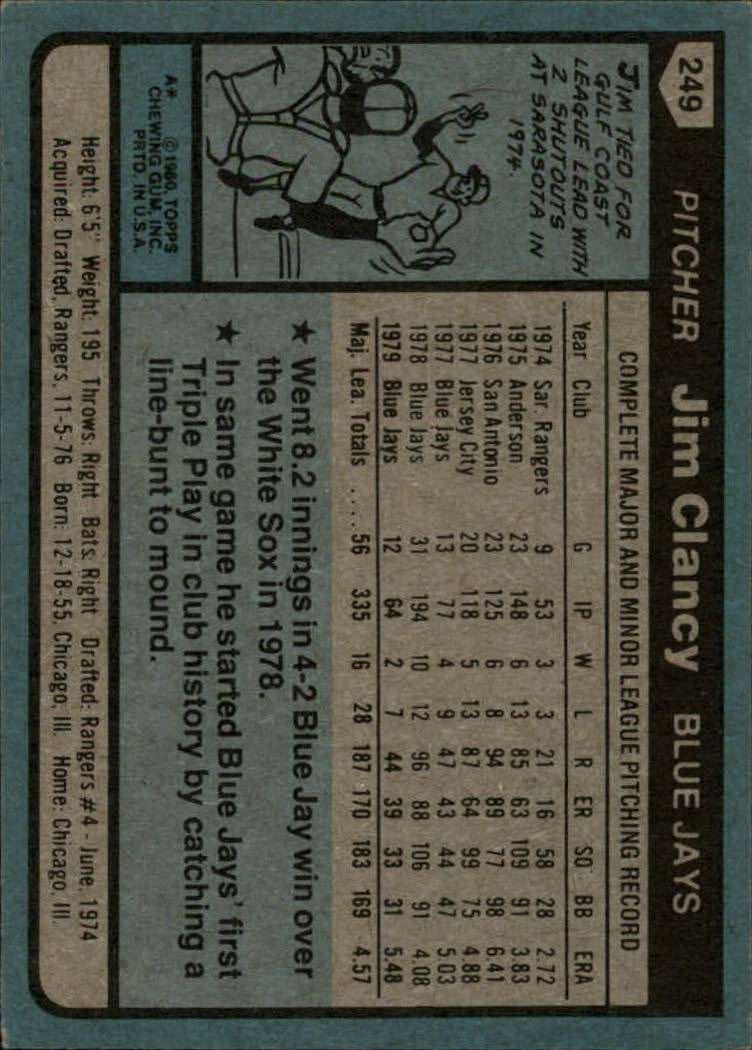 249 PITCHER Jim Clancy BLUE JAYS
JIM TIED FOR
GULF COAST
LEAGUE LEAD WITH
2 SHUTOUTS
AT SARASOTA IN
1974.
A* © 1980, TOPPS
CHEWING GUM, INC.
PRTD. IN U.S.A.
COMPLETE MAJOR AND MINOR LEAGUE PITCHING RECORD
Year Club G IP W L R ER SO BB ERA
1974 Sar. Rangers 9 53 3 3 21 16 58 28 2.72
1975 Anderson 23 148 6 13 85 63 109 91 3.83
1976 San Antonio 23 125 6 8 94 89 77 98 6.41
1977 Jersey City 20 118 5 13 87 64 99 75 4.88
1977 Blue Jays 13 77 4 9 47 43 44 47 5.03
1978 Blue Jays 31 194 10 12 96 88 106 91 4.08
1979 Blue Jays 12 64 2 7 44 39 33 31 5.48
Maj. Lea. Totals .... 56 335 16 28 187 170 183 169 4.57
★ Went 8.2 innings in 4-2 Blue Jay win over
the White Sox in 1978.
★ In same game he started Blue Jays' first
Triple Play in club history by catching a
line-bunt to mound.
Height: 6'5" Weight: 195 Throws: Right Bats: Right Drafted: Rangers #4 - June, 1974
Acquired: Drafted, Rangers, 11-5-76 Born: 12-18-55, Chicago, Ill. Home: Chicago, Ill.